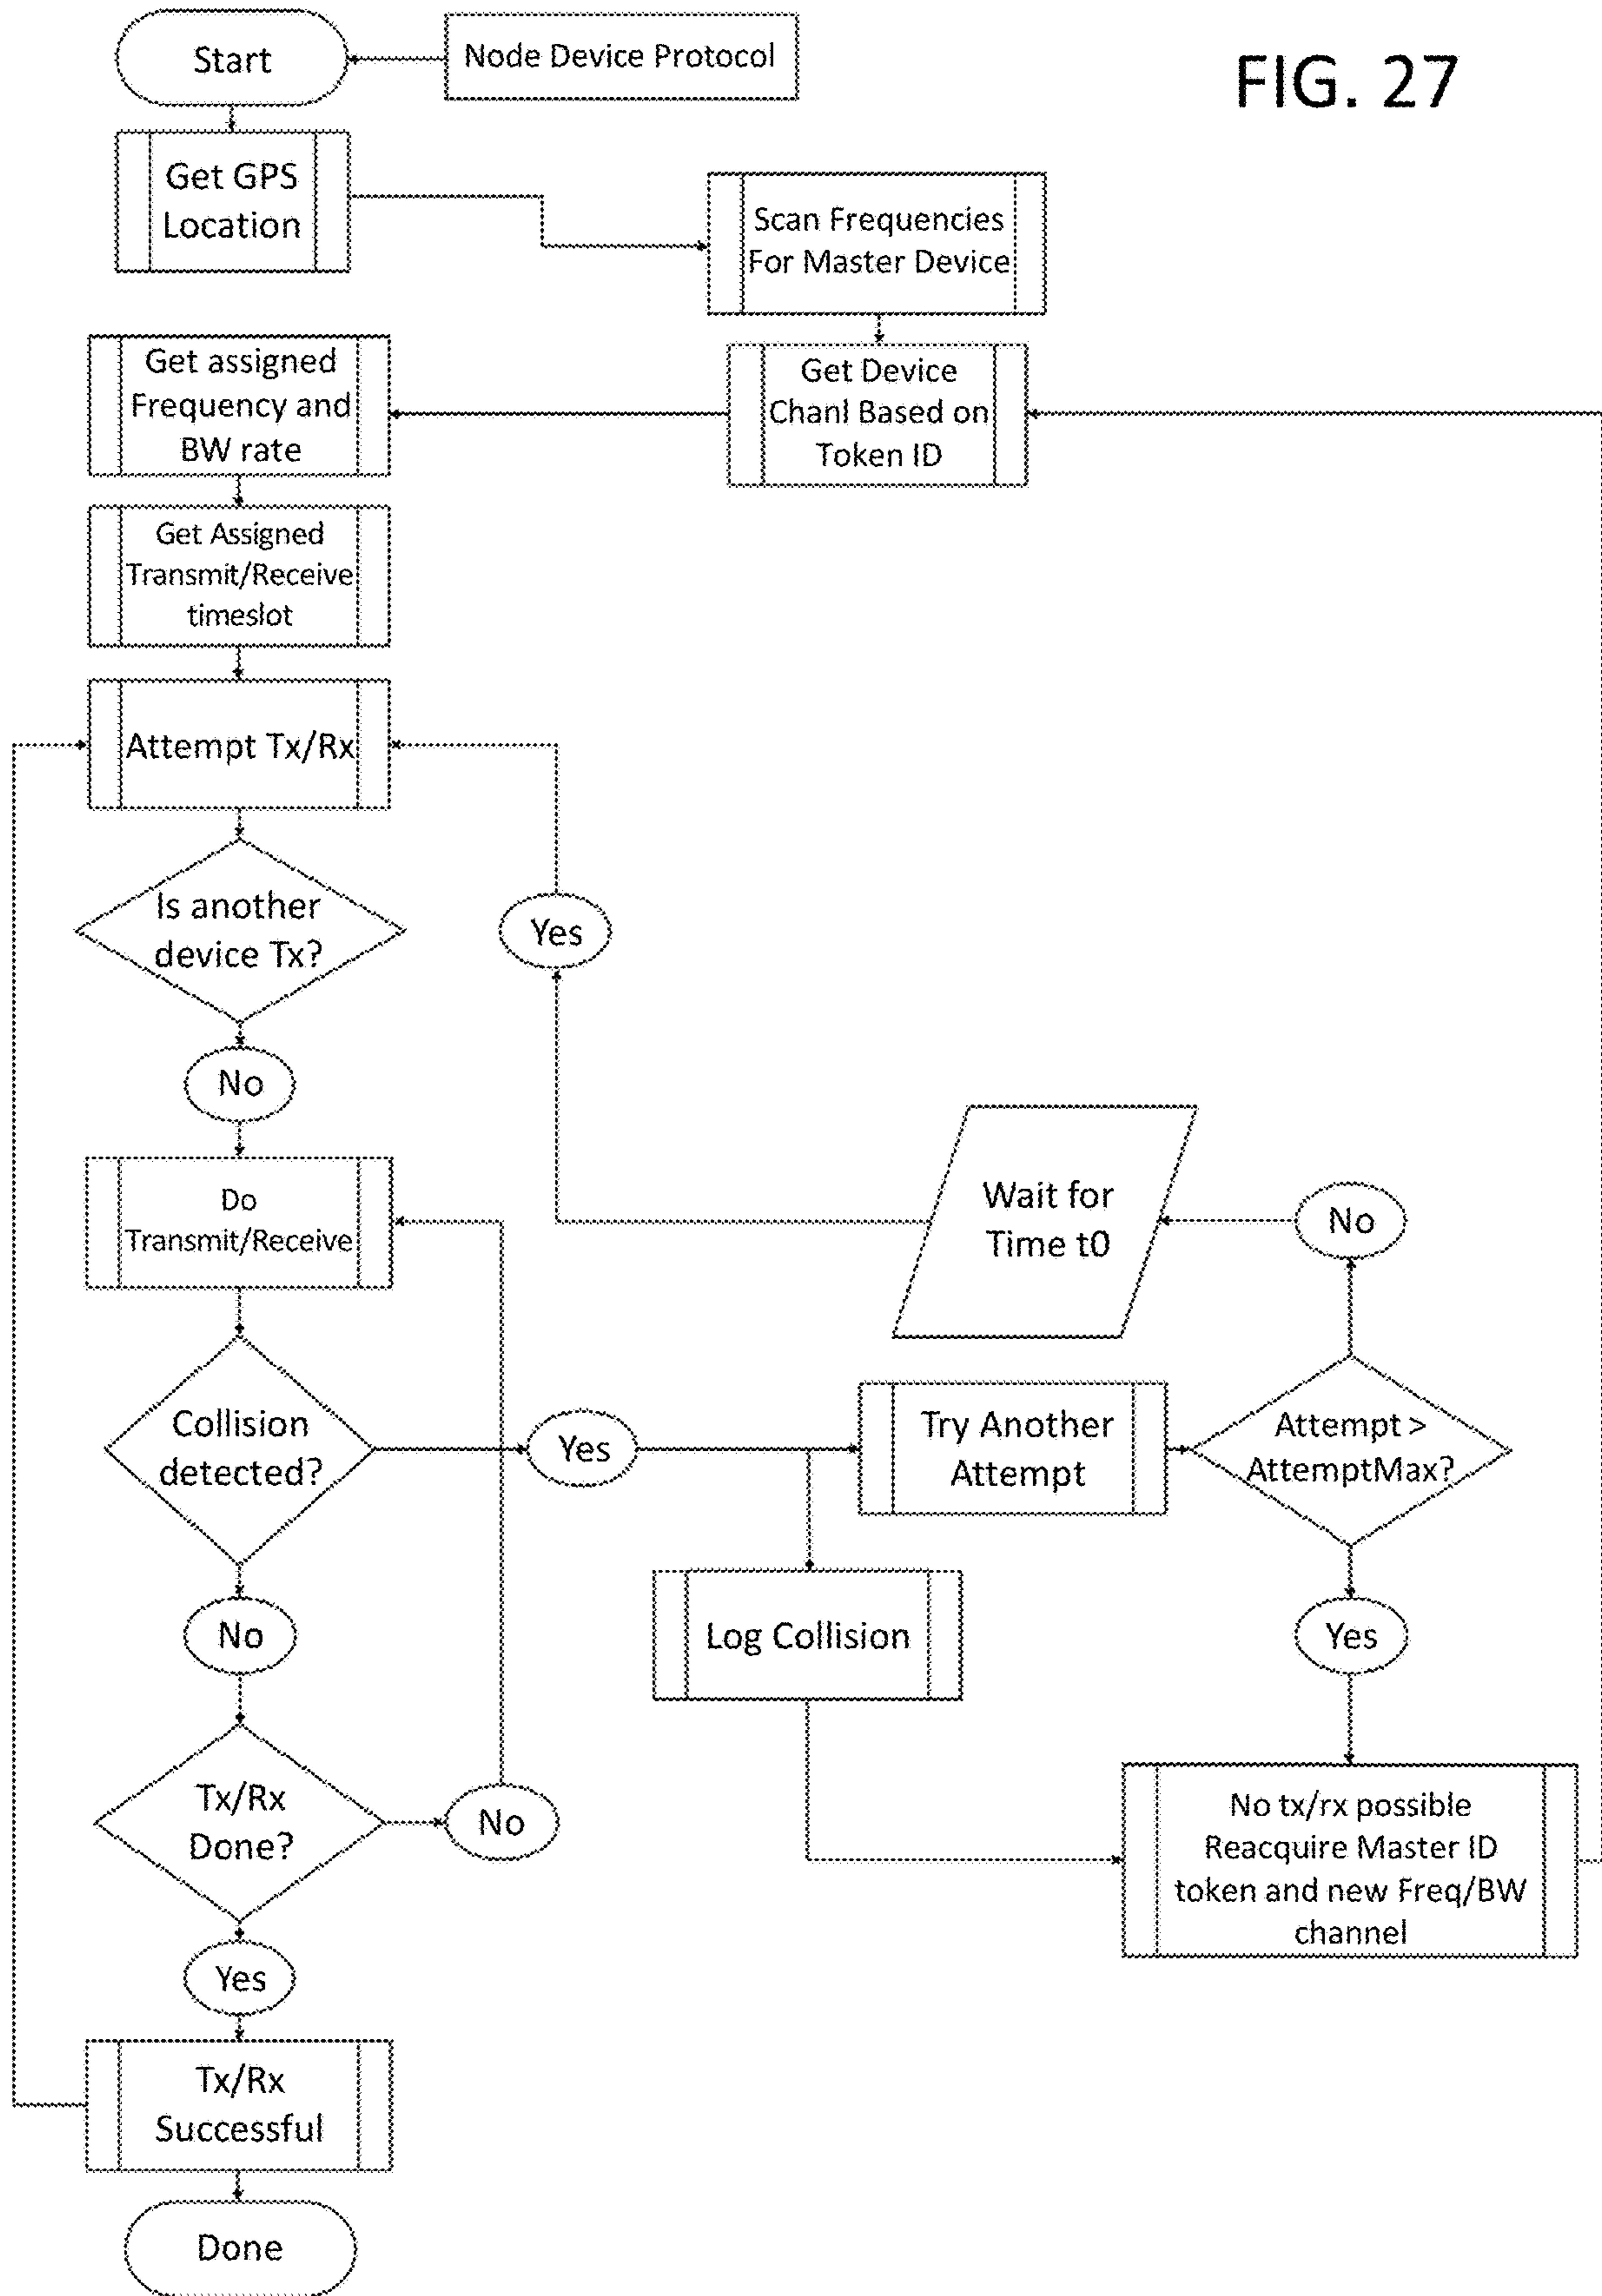 Start
Node Device Protocol
FIG. 27
Get GPS
Location
Scan Frequencies
For Master Device
Get assigned
Frequency and
BW rate
Get Device
Chanl Based on
Token ID
Get Assigned
Transmit/Receive
timeslot
Attempt Tx/Rx
Is another
device Tx?
Yes
No
Do
Transmit/Receive
Wait for
Time t0
No
Collision
detected?
Yes
Try Another
Attempt
Attempt >
AttemptMax?
No
Log Collision
Yes
Tx/Rx
Done?
No
No tx/rx possible
Reacquire Master ID
token and new Freq/BW
channel
Yes
Tx/Rx
Successful
Done